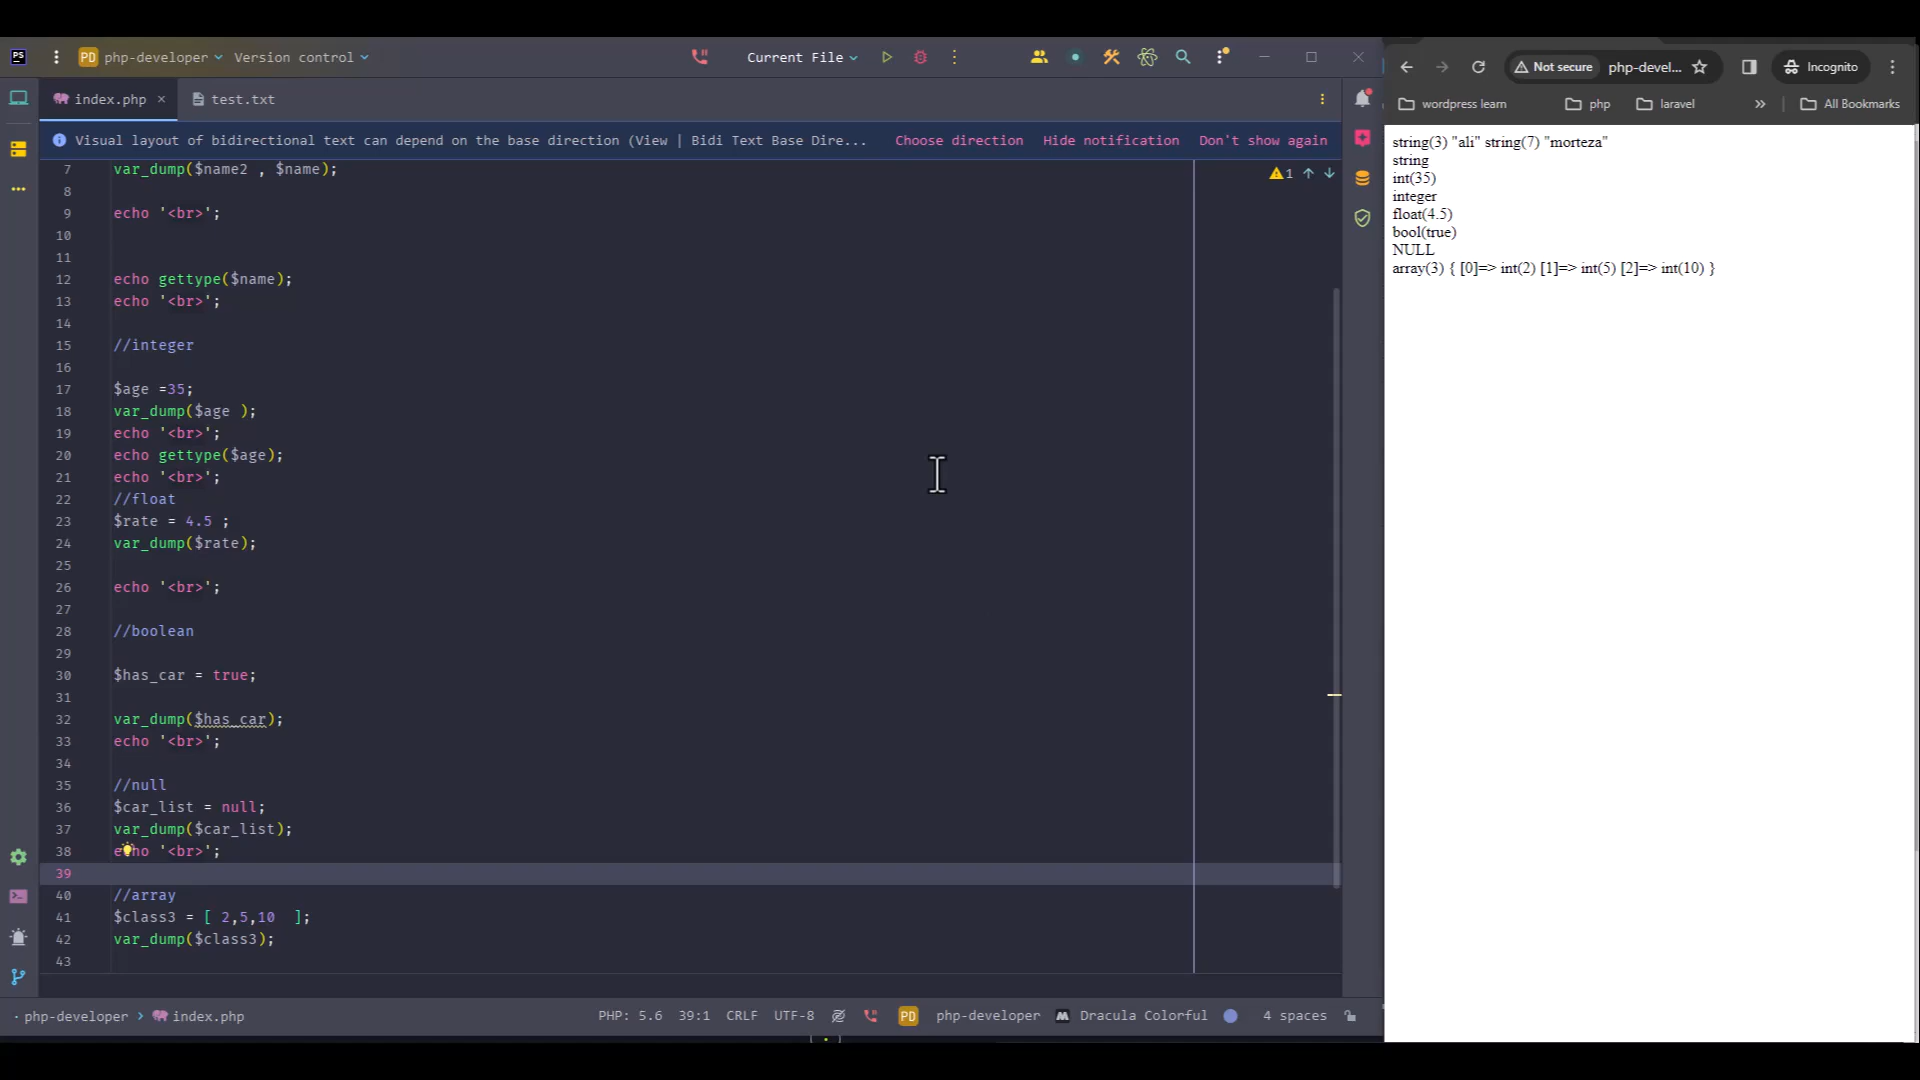 PS
PD php-developer
Version control
Current File
index.php
test.txt
Visual layout of bidirectional text can depend on the base direction (View | Bidi Text Base Dire...
Choose direction
Hide notification
Don't show again
1
7 var_dump($name2 , $name);
8
9 echo '<br>';
10
11
12 echo gettype($name);
13 echo '<br>';
14
15 //integer
16
17 $age =35;
18 var_dump($age );
19 echo '<br>';
20 echo gettype($age);
21 echo '<br>';
22 //float
23 $rate = 4.5 ;
24 var_dump($rate);
25
26 echo '<br>';
27
28 //boolean
29
30 $has_car = true;
31
32 var_dump($has_car);
33 echo '<br>';
34
35 //null
36 $car_list = null;
37 var_dump($car_list);
38 echo '<br>';
39
40 //array
41 $class3 = [ 2,5,10  ];
42 var_dump($class3);
43
php-developer > index.php
PHP: 5.6
39:1
CRLF
UTF-8
PD php-developer
Dracula Colorful
4 spaces
Not secure
php-devel...
Incognito
wordpress learn
php
laravel
»
All Bookmarks
string(3) "ali" string(7) "morteza"
string
int(35)
integer
float(4.5)
bool(true)
NULL
array(3) { [0]=> int(2) [1]=> int(5) [2]=> int(10) }